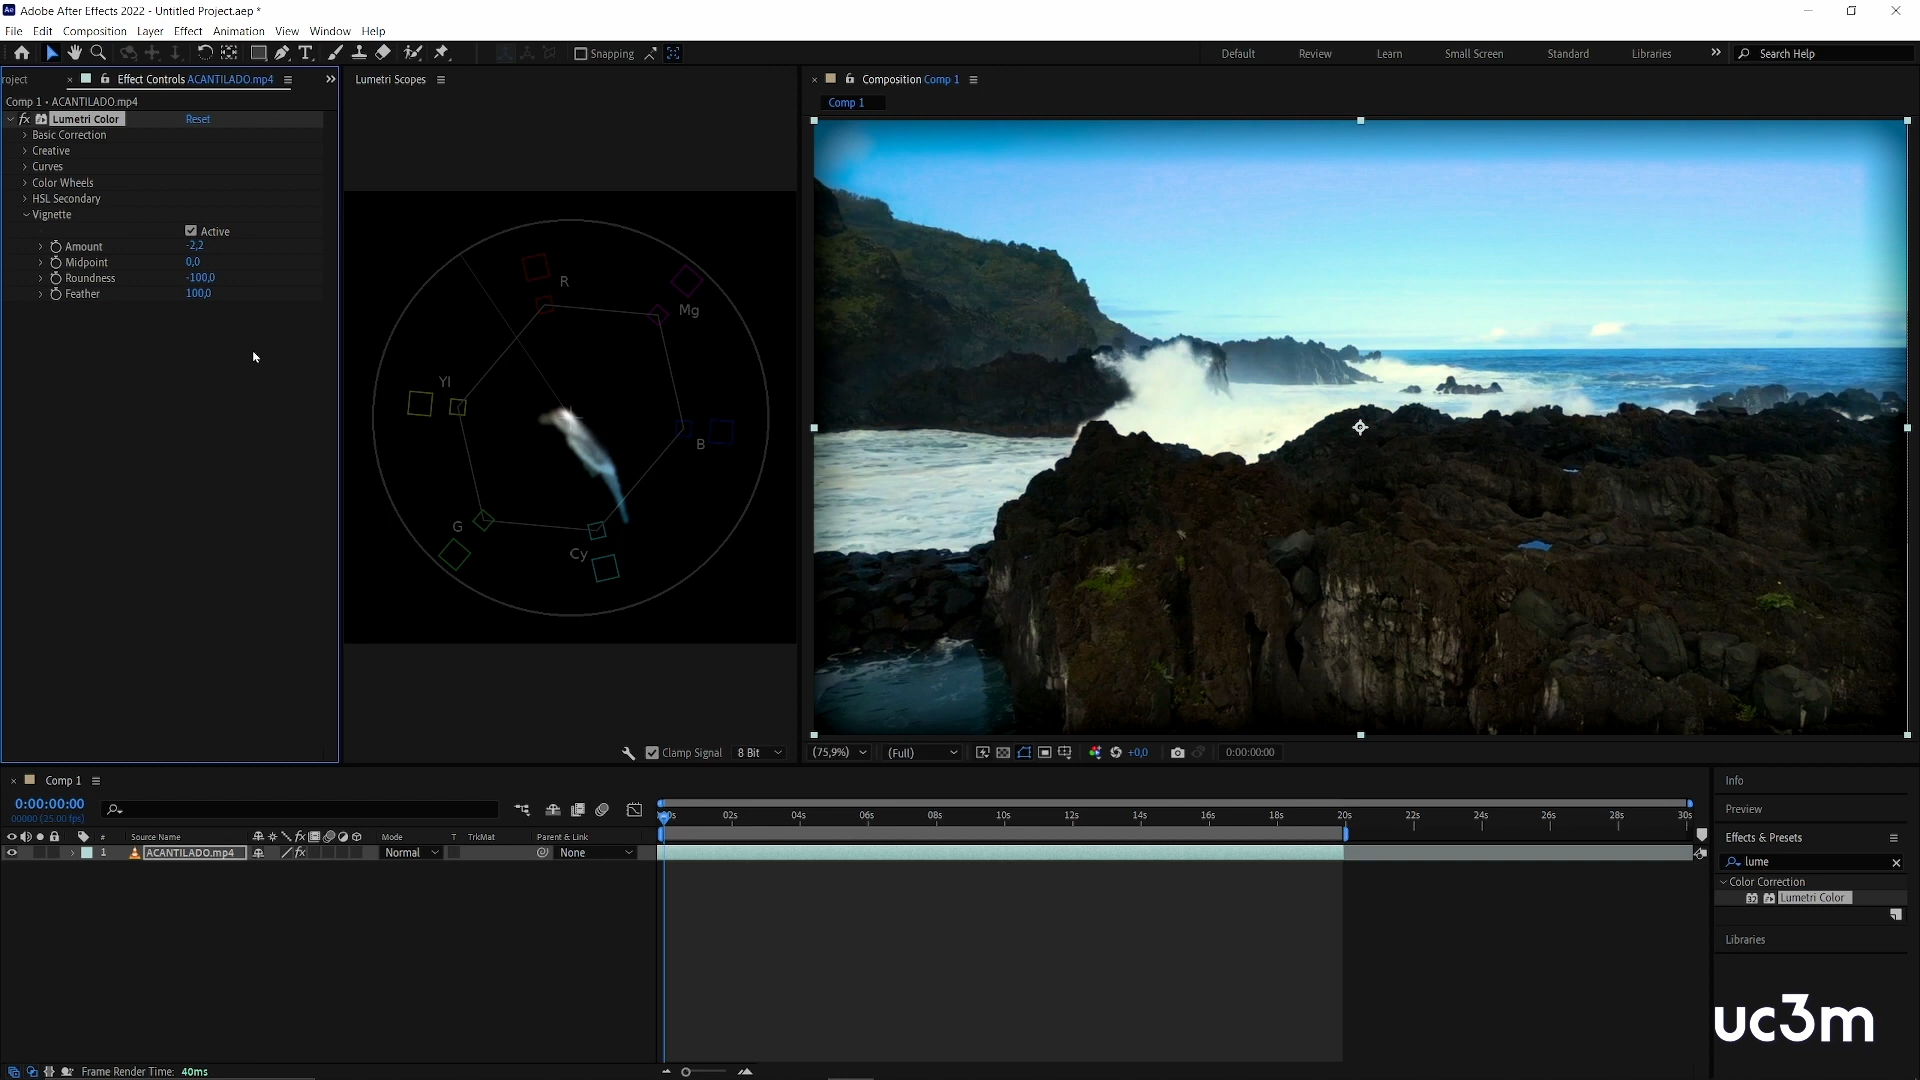 Ae Adobe After Effects 2022 - Untitled Project.aep *
File Edit Composition Layer Effect Animation View Window Help
Snapping
Default Review Learn Small Screen Standard Libraries Search Help
roject
Effect Controls ACANTILADO.mp4
Lumetri Scopes
Composition Comp 1
Comp 1 • ACANTILADO.mp4
Comp 1
fx Lumetri Color Reset
Basic Correction
Creative
Curves
Color Wheels
HSL Secondary
Vignette
Active
Amount -2,2
Midpoint 0,0
Roundness -100,0
Feather 100,0
R
Mg
Yl
B
G
Cy
Clamp Signal 8 Bit
(75,9%) (Full) +0,0 0:00:00:00
Comp 1
0:00:00:00
00000 (25.00 fps)
# Source Name fx Mode T TrkMat Parent & Link
1 ACANTILADO.mp4 fx Normal None
02s 04s 06s 08s 10s 12s 14s 16s 18s 20s 22s 24s 26s 28s 30s
Frame Render Time: 40ms
Info
Preview
Effects & Presets
lume
Color Correction
32 Lumetri Color
Libraries
uc3m